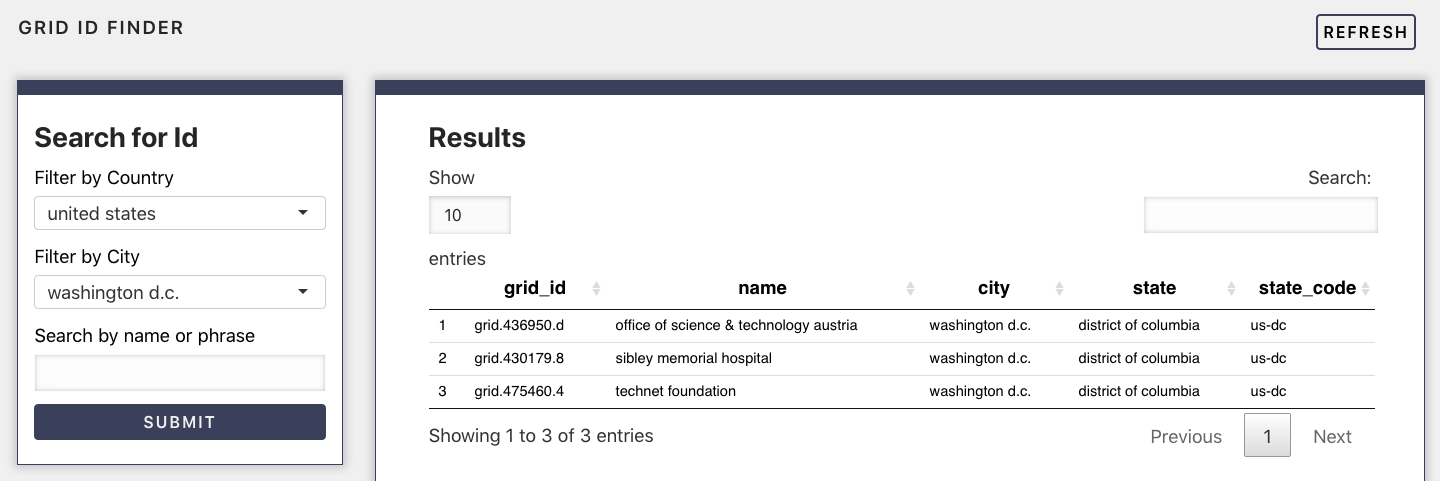 GRID ID FINDER
REFRESH
Search for Id
Filter by Country
united states
Filter by City
washington d.c.
Search by name or phrase
SUBMIT
Results
Show
Search:
10
entries
grid_id name city state state_code
1 grid.436950.d office of science & technology austria washington d.c. district of columbia us-dc
2 grid.430179.8 sibley memorial hospital washington d.c. district of columbia us-dc
3 grid.475460.4 technet foundation washington d.c. district of columbia us-dc
Showing 1 to 3 of 3 entries
Previous 1 Next